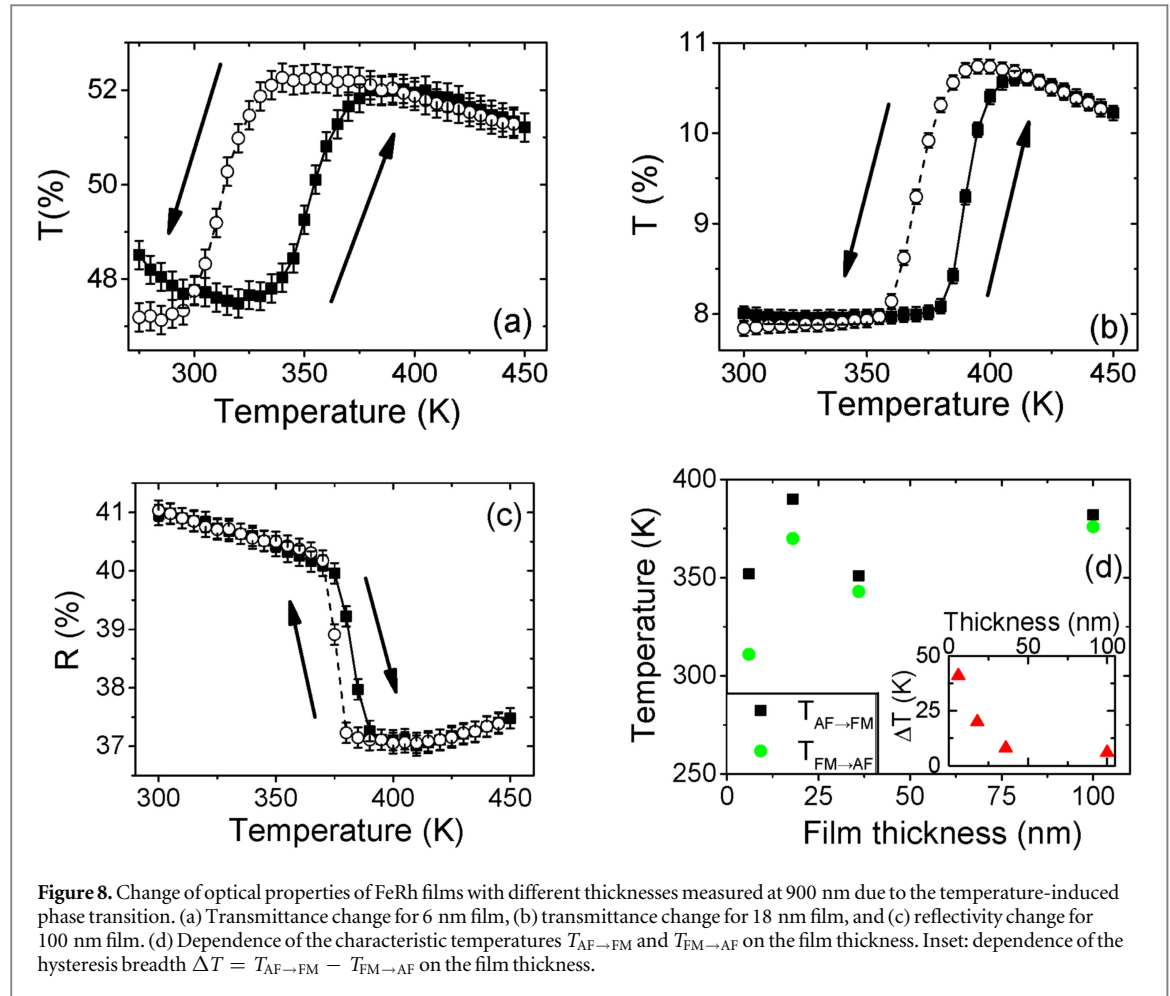 52
50
48
T(%)
300
350
400
450
Temperature (K)
(a)
11
10
9
8
T (%)
300
350
400
450
Temperature (K)
(b)
41
40
39
38
37
R (%)
300
350
400
450
Temperature (K)
(c)
400
350
300
250
Temperature (K)
0
25
50
75
100
Film thickness (nm)
(d)
T_AF→FM
T_FM→AF
Thickness (nm)
0
50
100
50
25
0
ΔT (K)
Figure 8. Change of optical properties of FeRh films with different thicknesses measured at 900 nm due to the temperature-induced
phase transition. (a) Transmittance change for 6 nm film, (b) transmittance change for 18 nm film, and (c) reflectivity change for
100 nm film. (d) Dependence of the characteristic temperatures T_AF→FM and T_FM→AF on the film thickness. Inset: dependence of the
hysteresis breadth ΔT = T_AF→FM − T_FM→AF on the film thickness.